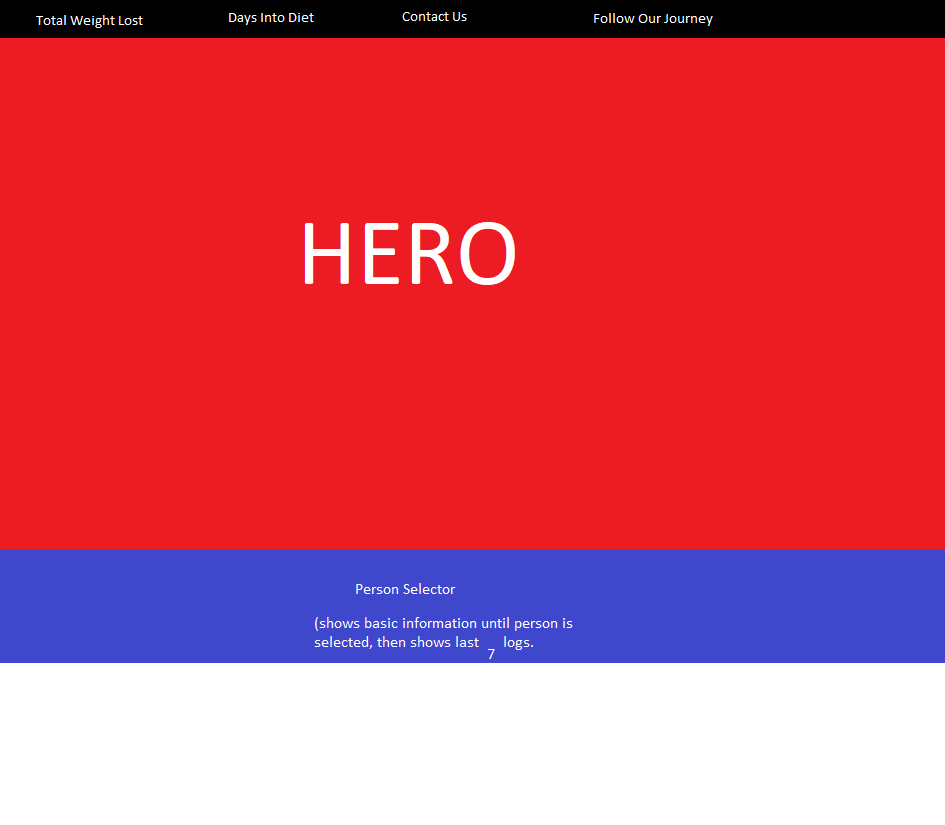 Total Weight Lost
Days Into Diet
Contact Us
Follow Our Journey
HERO
Person Selector
(shows basic information until person is
selected, then shows last 7 logs.